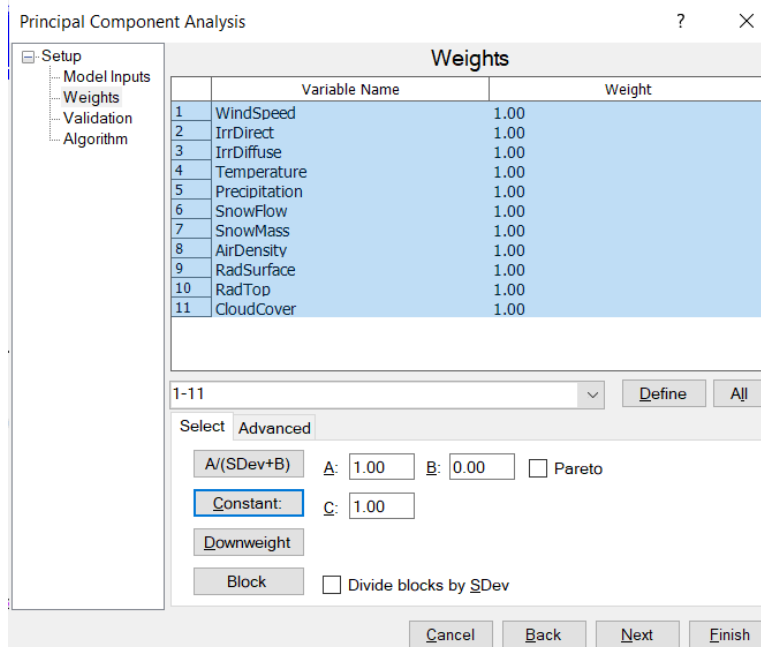 Principal Component Analysis ? ×
Setup
Model Inputs
Weights
Validation
Algorithm
Weights
Variable Name Weight
1 WindSpeed 1.00
2 IrrDirect 1.00
3 IrrDiffuse 1.00
4 Temperature 1.00
5 Precipitation 1.00
6 SnowFlow 1.00
7 SnowMass 1.00
8 AirDensity 1.00
9 RadSurface 1.00
10 RadTop 1.00
11 CloudCover 1.00
1-11 Define All
Select Advanced
A/(SDev+B) A: 1.00 B: 0.00 Pareto
Constant: C: 1.00
Downweight
Block Divide blocks by SDev
Cancel Back Next Finish